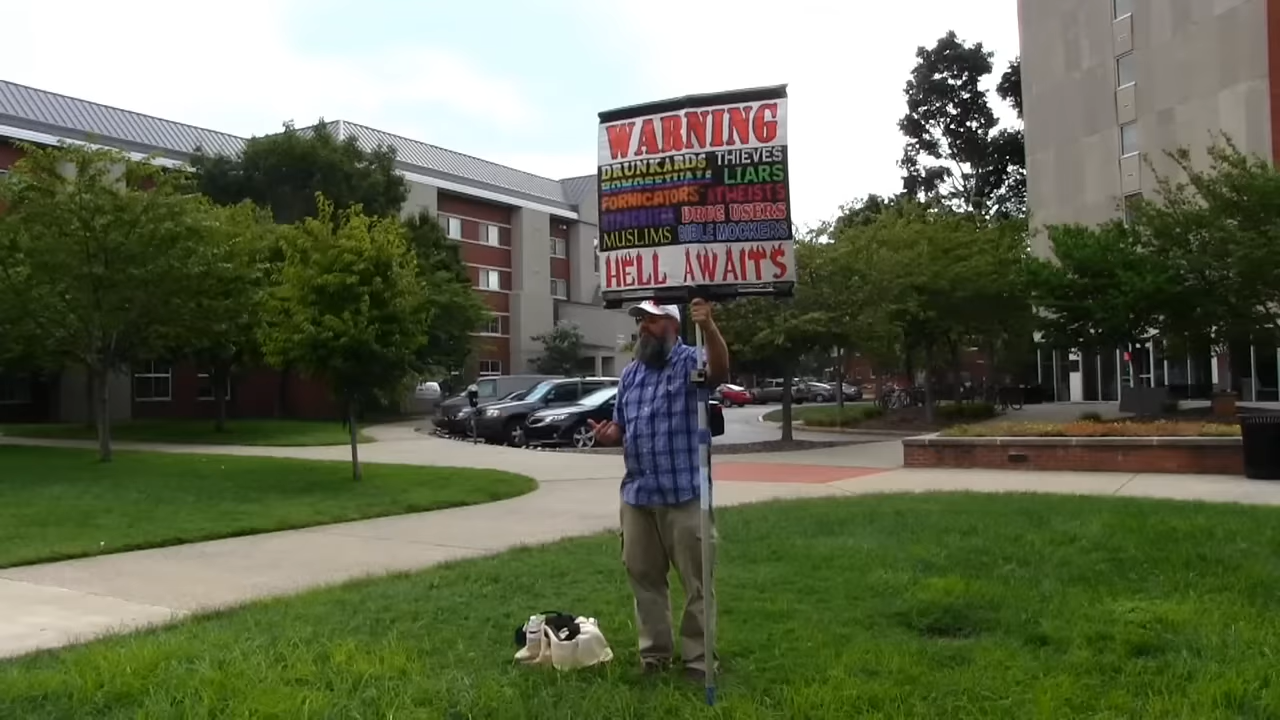 WARNING
DRUNKARDS THIEVES
HOMOSEXUALS LIARS
FORNICATORS ATHEISTS
DRUG USERS
MUSLIMS BIBLE MOCKERS
HELL AWAITS